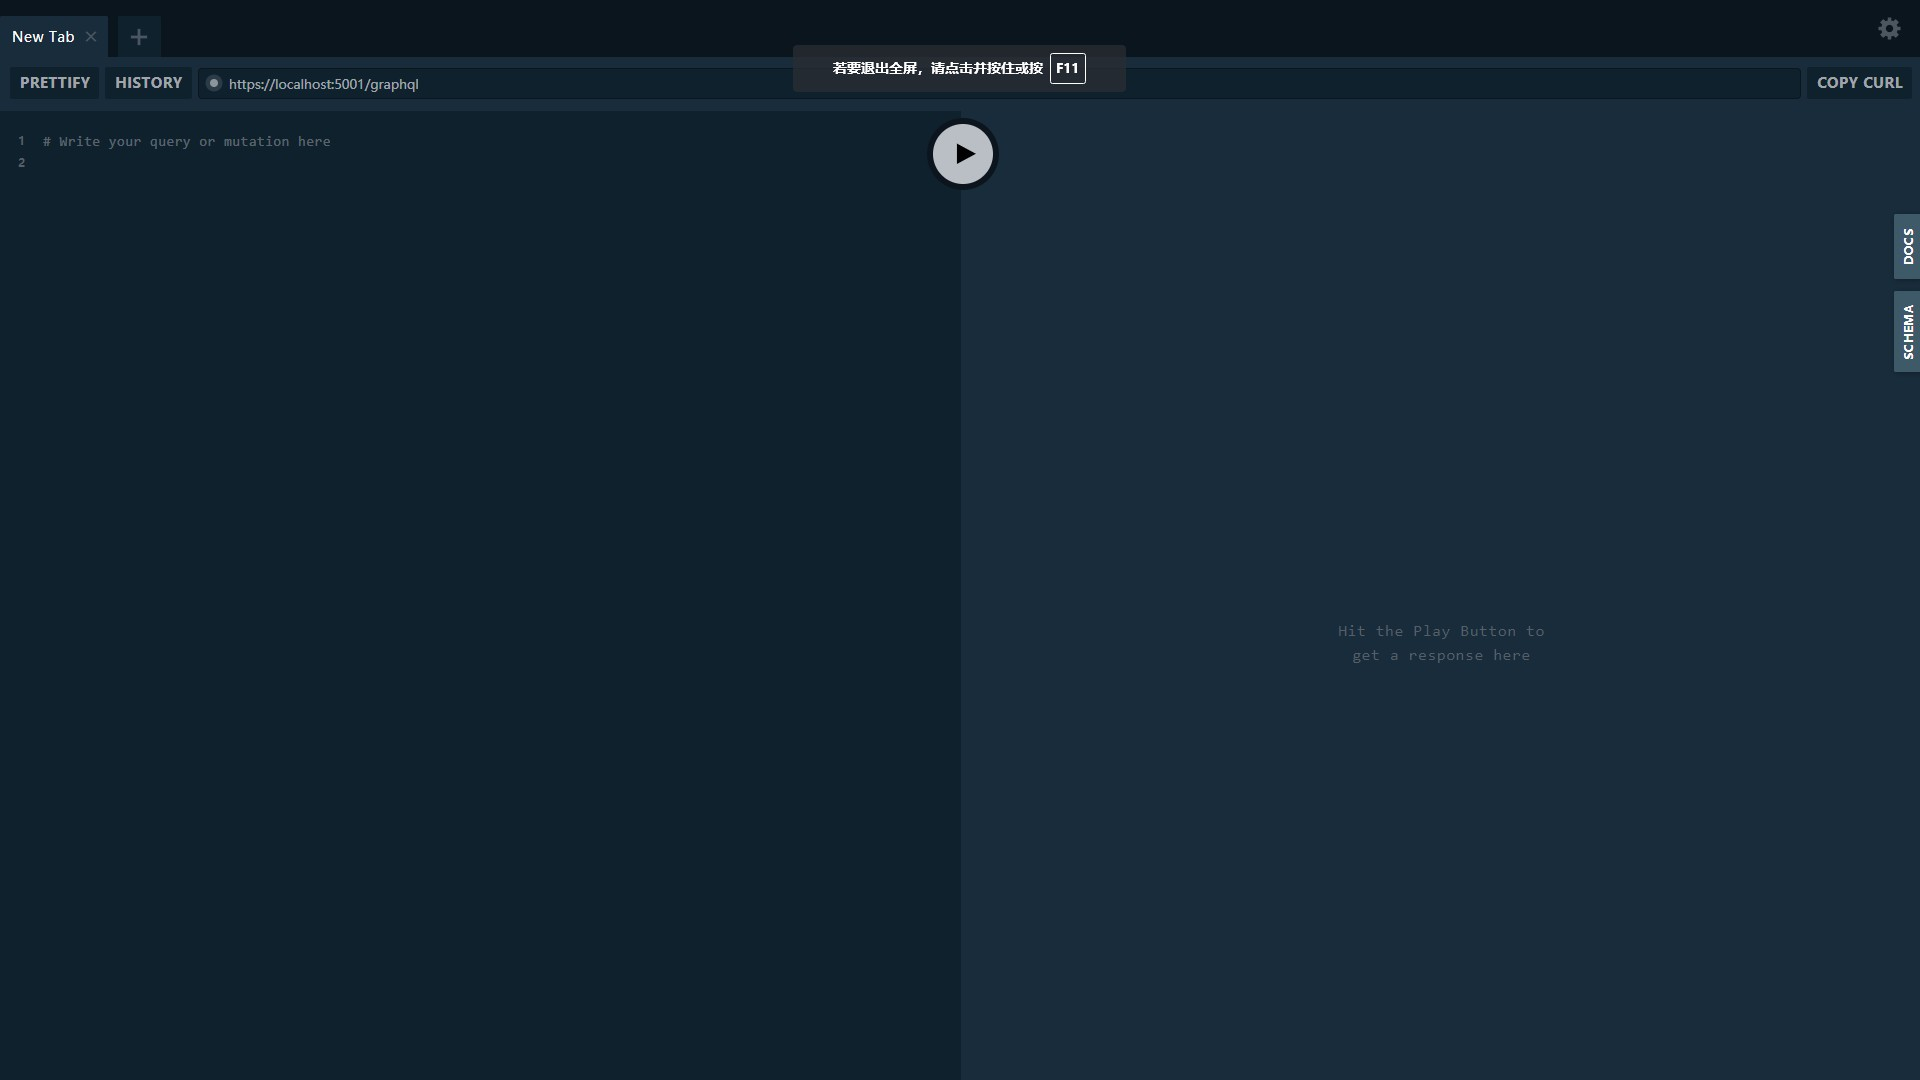 New Tab
PRETTIFY
HISTORY
https://localhost:5001/graphql
若要退出全屏，请点击并按住或按 F11
COPY CURL
1 # Write your query or mutation here
2
DOCS
SCHEMA
Hit the Play Button to
get a response here